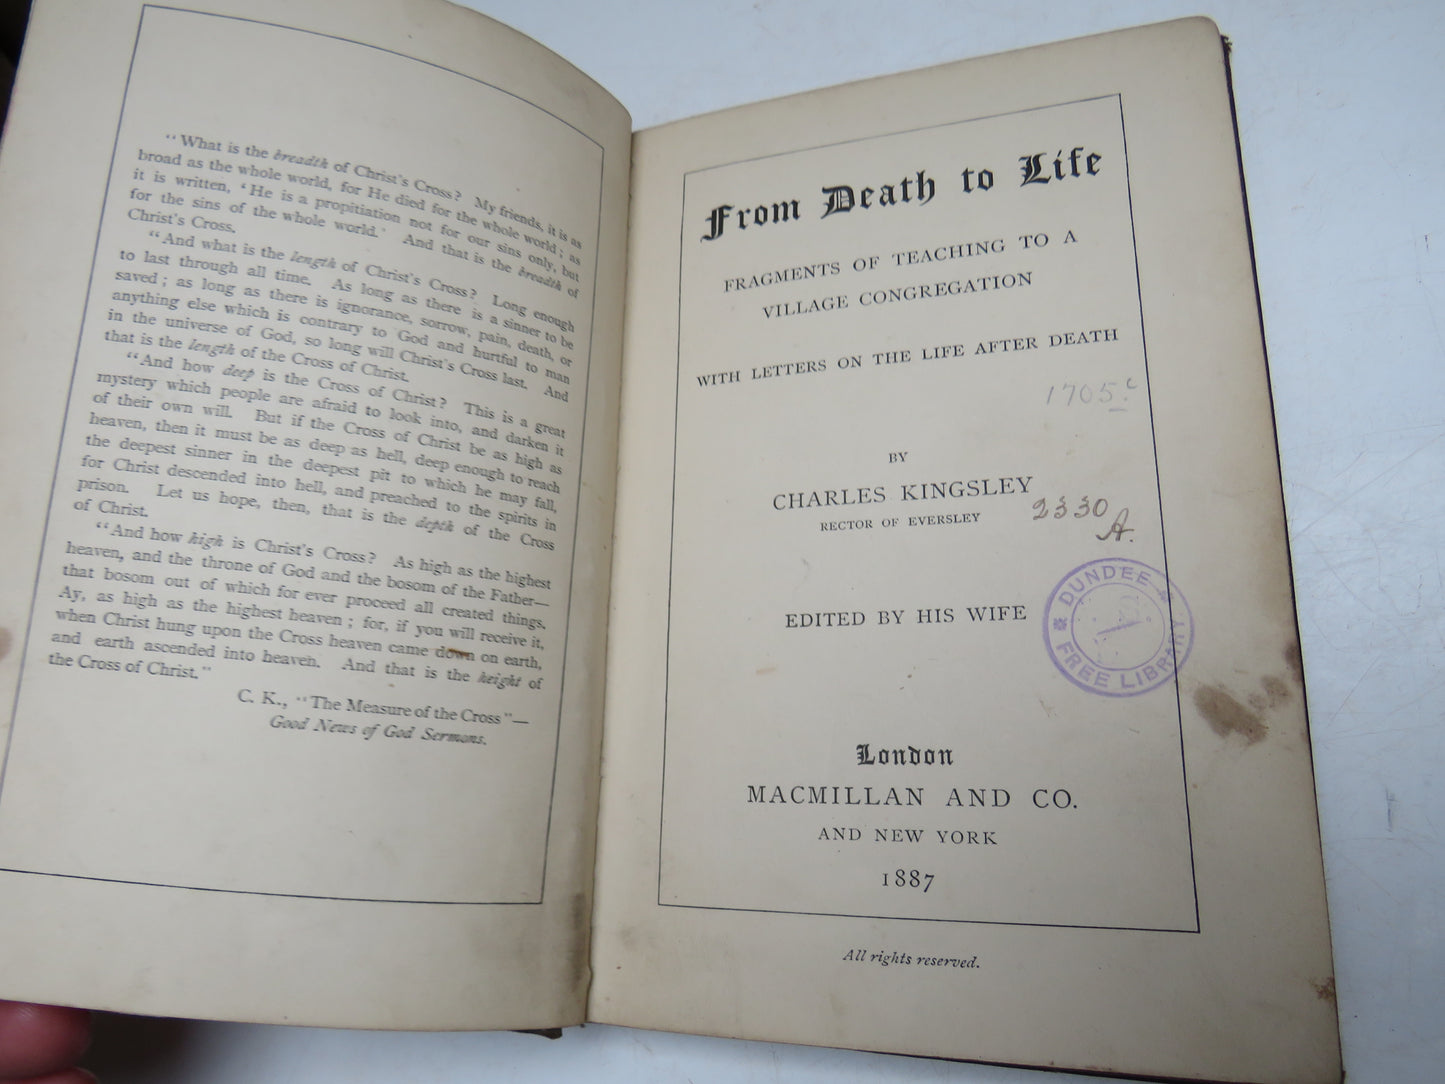 "What is the breadth of Christ's Cross? My friends, it is as
broad as the whole world, for He died for the whole world; as
it is written, 'He is a propitiation not for our sins only, but
for the sins of the whole world.' And that is the breadth of
Christ's Cross.
"And what is the length of Christ's Cross? Long enough
to last through all time. As long as there is a sinner to be
saved; as long as there is ignorance, sorrow, pain, death, or
anything else which is contrary to God and hurtful to man
in the universe of God, so long will Christ's Cross last. And
that is the length of the Cross of Christ.
"And how deep is the Cross of Christ? This is a great
mystery which people are afraid to look into, and darken it
of their own will. But if the Cross of Christ be as high as
heaven, then it must be as deep as hell, deep enough to reach
the deepest sinner in the deepest pit to which he may fall,
for Christ descended into hell, and preached to the spirits in
prison. Let us hope, then, that is the depth of the Cross
of Christ.
"And how high is Christ's Cross? As high as the highest
heaven, and the throne of God and the bosom of the Father—
that bosom out of which for ever proceed all created things.
Ay, as high as the highest heaven; for, if you will receive it,
when Christ hung upon the Cross heaven came down on earth,
and earth ascended into heaven. And that is the height of
the Cross of Christ."
C. K., "The Measure of the Cross"—
Good News of God Sermons.
From Death to Life
FRAGMENTS OF TEACHING TO A
VILLAGE CONGREGATION
WITH LETTERS ON THE LIFE AFTER DEATH
1705.c
BY
CHARLES KINGSLEY
RECTOR OF EVERSLEY
2330
A.
DUNDEE
FREE LIBRARY
EDITED BY HIS WIFE
London
MACMILLAN AND CO.
AND NEW YORK
1887
All rights reserved.